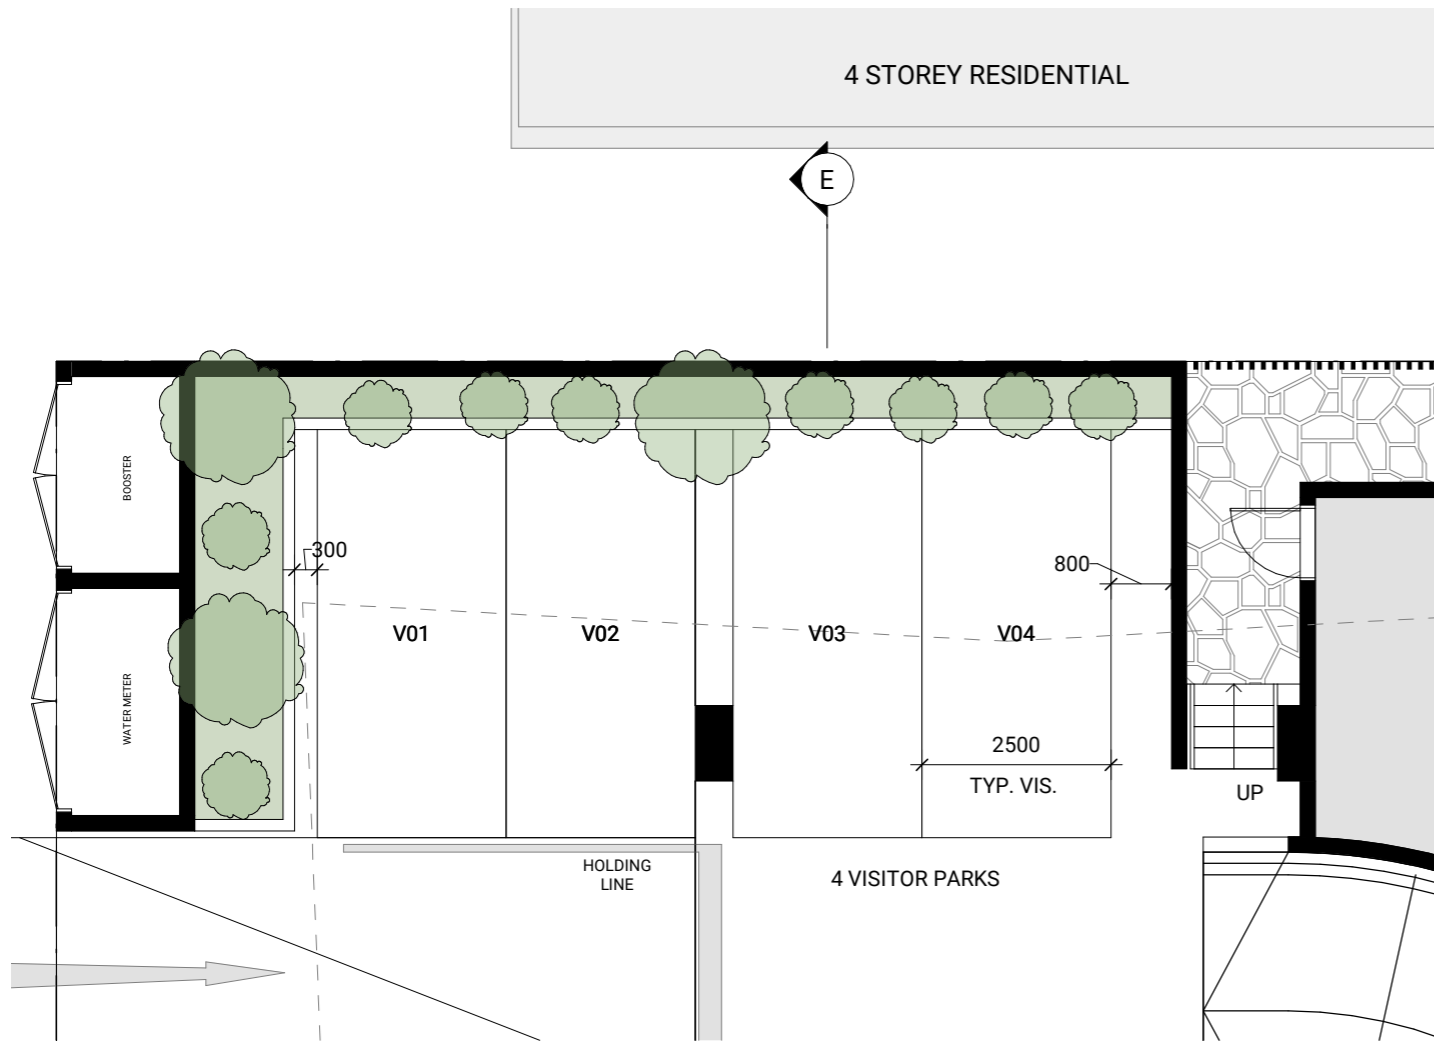 4 STOREY RESIDENTIAL
E
BOOSTER
300
800
V01
V02
V03
V04
WATER METER
2500
TYP. VIS.
UP
HOLDING
LINE
4 VISITOR PARKS